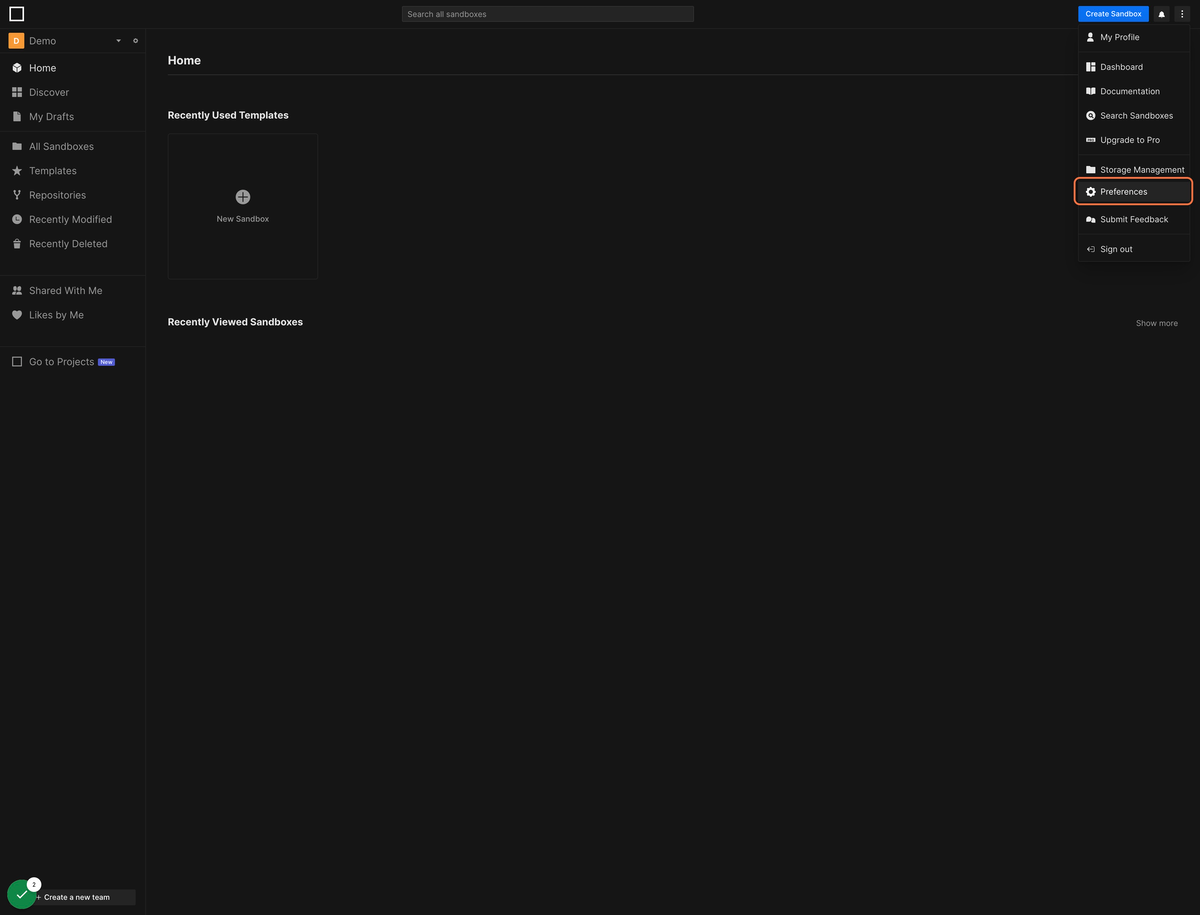 Search all sandboxes
Create Sandbox
D Demo
Home
Discover
My Drafts
All Sandboxes
Templates
Repositories
Recently Modified
Recently Deleted
Shared With Me
Likes by Me
Go to Projects New
2
+ Create a new team
Home
Recently Used Templates
New Sandbox
Recently Viewed Sandboxes
Show more
My Profile
Dashboard
Documentation
Search Sandboxes
Upgrade to Pro
Storage Management
Preferences
Submit Feedback
Sign out